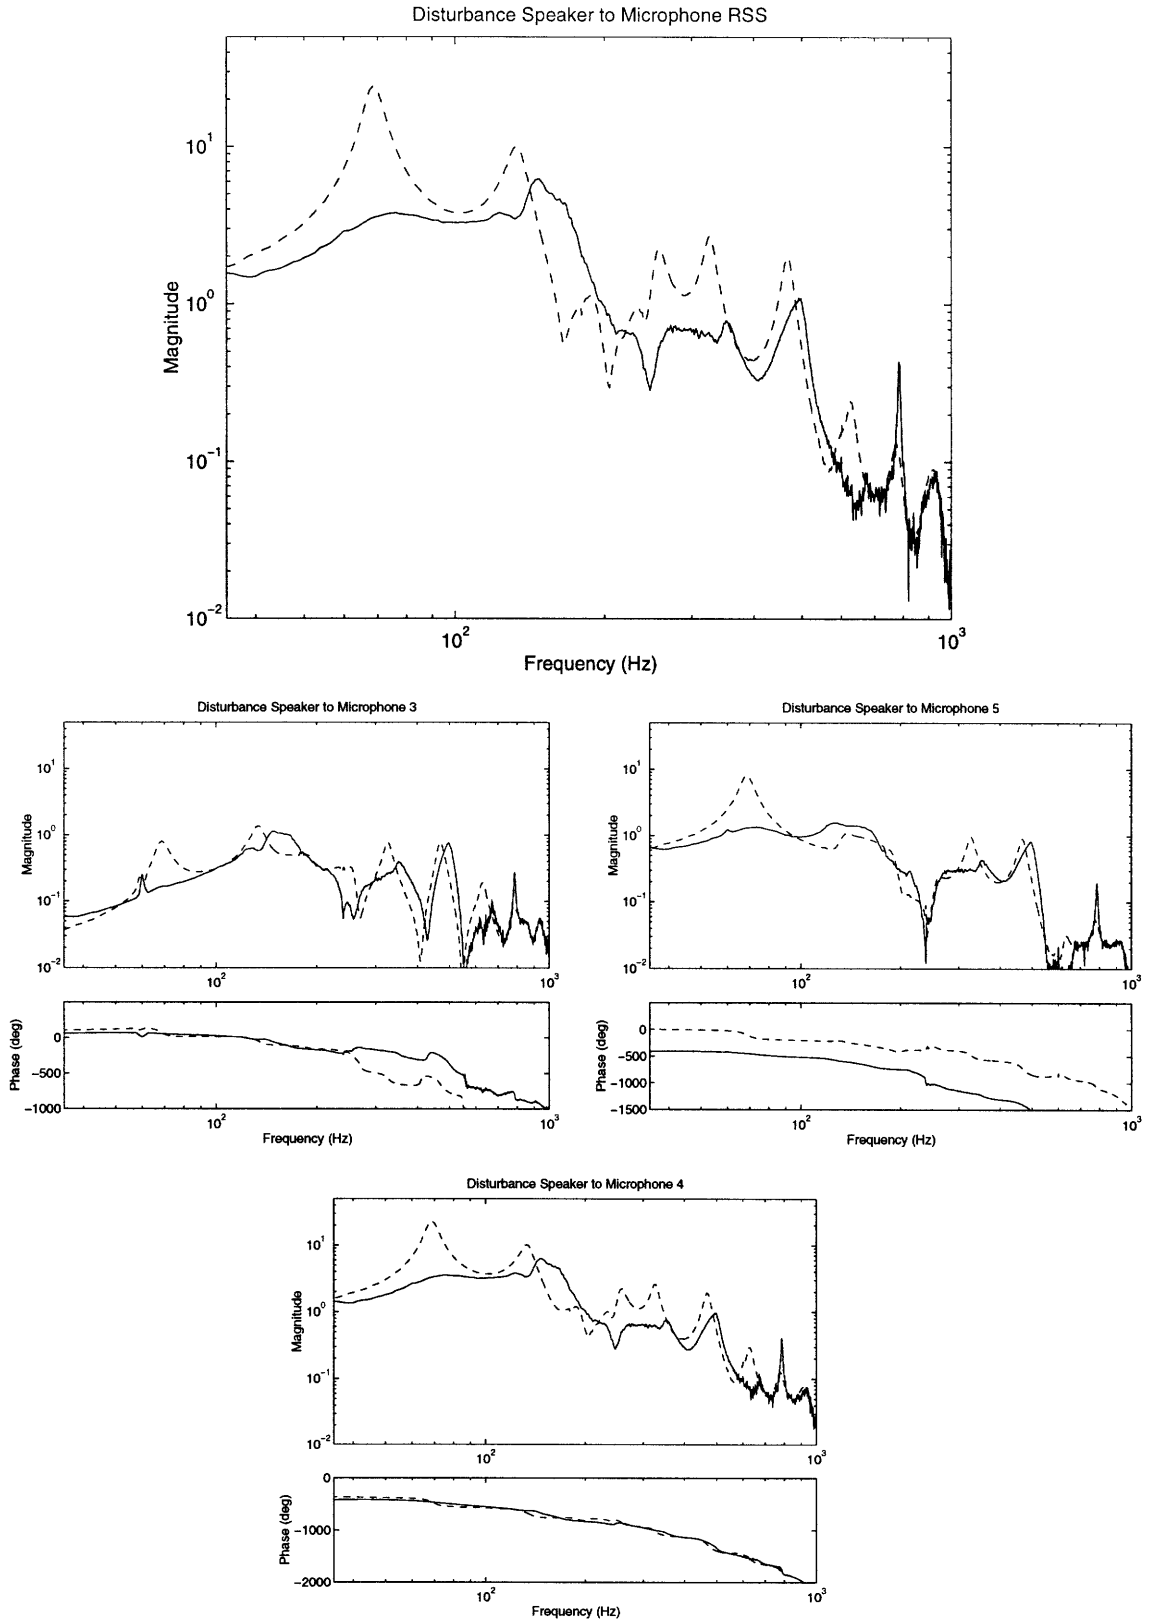 Disturbance Speaker to Microphone RSS
Magnitude
10^1
10^0
10^-1
10^-2
10^2
10^3
Frequency (Hz)
Disturbance Speaker to Microphone 3
Magnitude
10^1
10^0
10^-1
10^-2
10^2
10^3
Phase (deg)
0
-500
-1000
10^2
10^3
Frequency (Hz)
Disturbance Speaker to Microphone 5
Magnitude
10^1
10^0
10^-1
10^-2
10^2
10^3
Phase (deg)
0
-500
-1000
-1500
10^2
10^3
Frequency (Hz)
Disturbance Speaker to Microphone 4
Magnitude
10^1
10^0
10^-1
10^-2
10^2
10^3
Phase (deg)
0
-1000
-2000
10^2
10^3
Frequency (Hz)